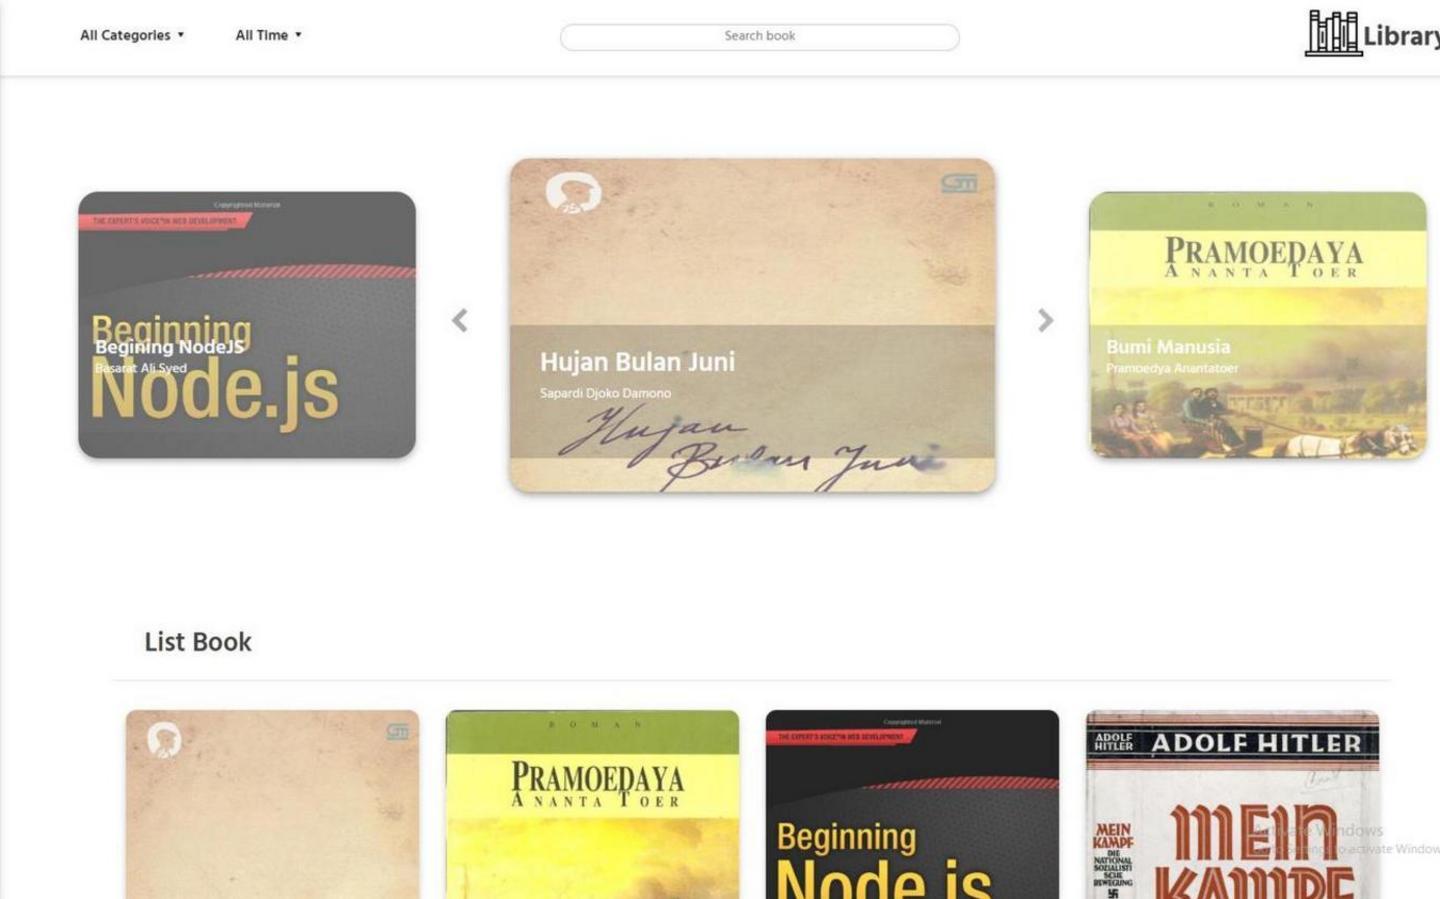 All Categories
All Time
Search book
Library
Copyrighted Material
THE EXPERT'S VOICE® IN WEB DEVELOPMENT
Beginning
Begining NodeJS
Basarat Ali Syed
Node.js
Hujan Bulan Juni
Sapardi Djoko Damono
Hujan
Bulan Juni
ROMAN
PRAMOEDAYA
ANANTA TOER
Bumi Manusia
Pramoedya Anantatoer
List Book
ROMAN
PRAMOEDAYA
ANANTA TOER
Copyrighted Material
THE EXPERT'S VOICE® IN WEB DEVELOPMENT
Beginning
Node.js
ADOLF
HITLER
ADOLF HITLER
MEIN
KAMPF
DIE
NATIONAL
SOZIALISTI
SCHE
BEWEGUNG
MEIN
KAMPF
Activate Windows
Go to Settings to activate Window